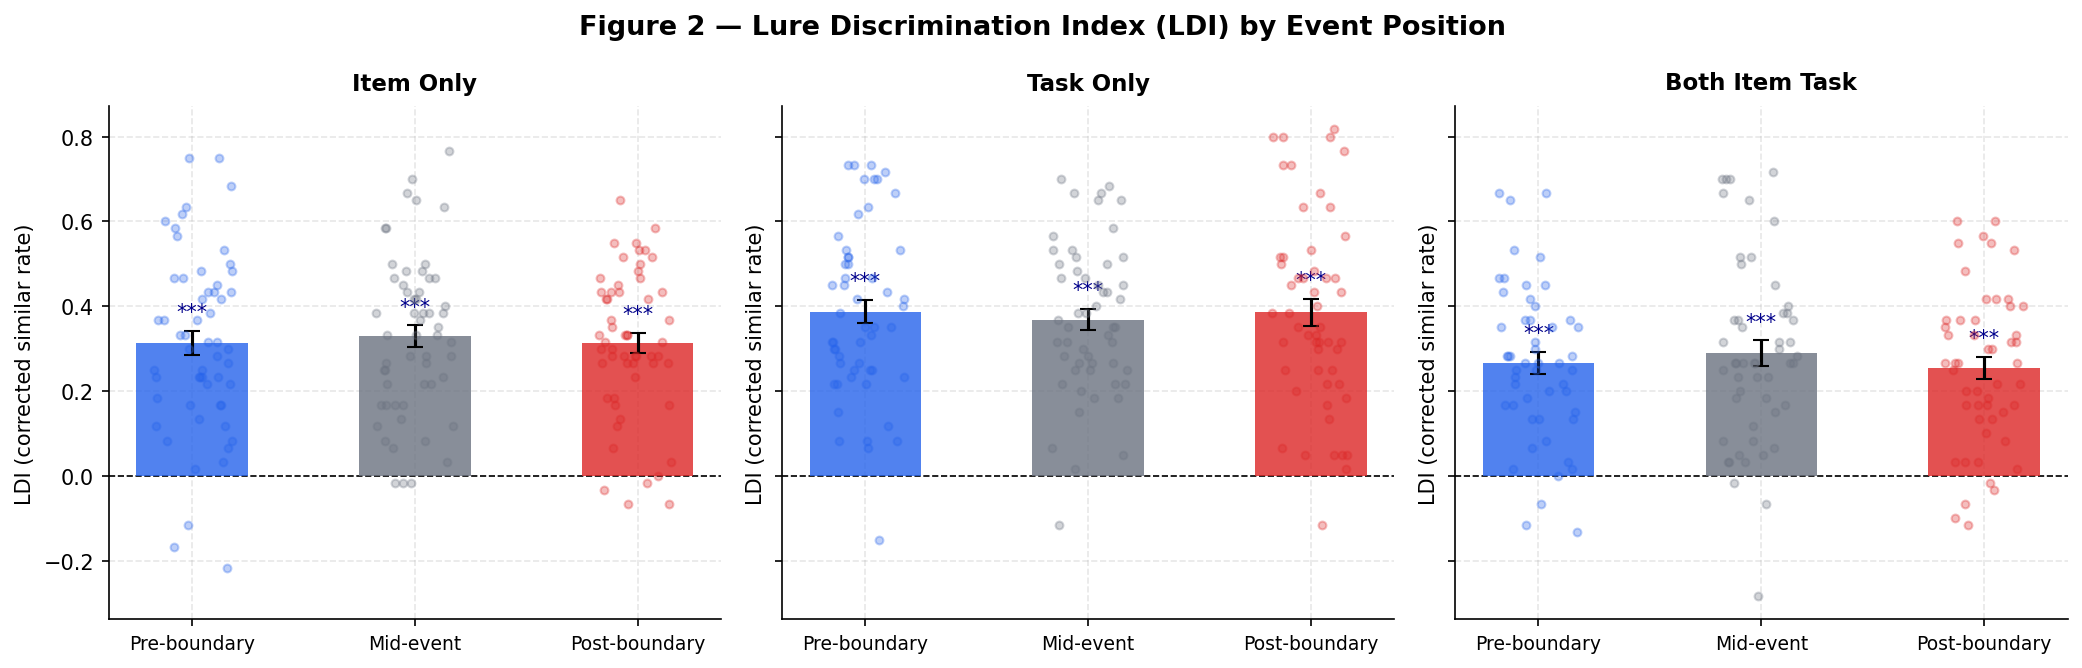 Figure 2 — Lure Discrimination Index (LDI) by Event Position
Item Only
Task Only
Both Item Task
LDI (corrected similar rate)
0.8
0.6
0.4
0.2
0.0
−0.2
***
***
***
Pre-boundary
Mid-event
Post-boundary
LDI (corrected similar rate)
***
***
***
Pre-boundary
Mid-event
Post-boundary
LDI (corrected similar rate)
***
***
***
Pre-boundary
Mid-event
Post-boundary